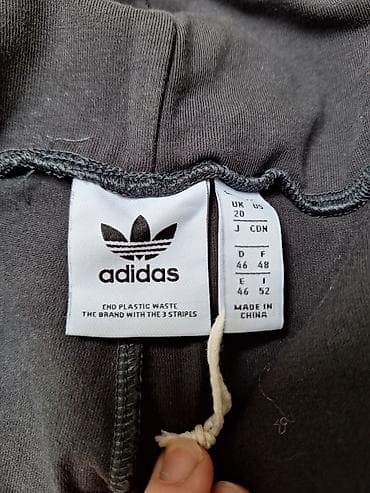 adidas
END PLASTIC WASTE
THE BRAND WITH THE 3 STRIPES
UK US
20
J CDN
D F
46 48
E I
46 52
MADE IN
CHINA